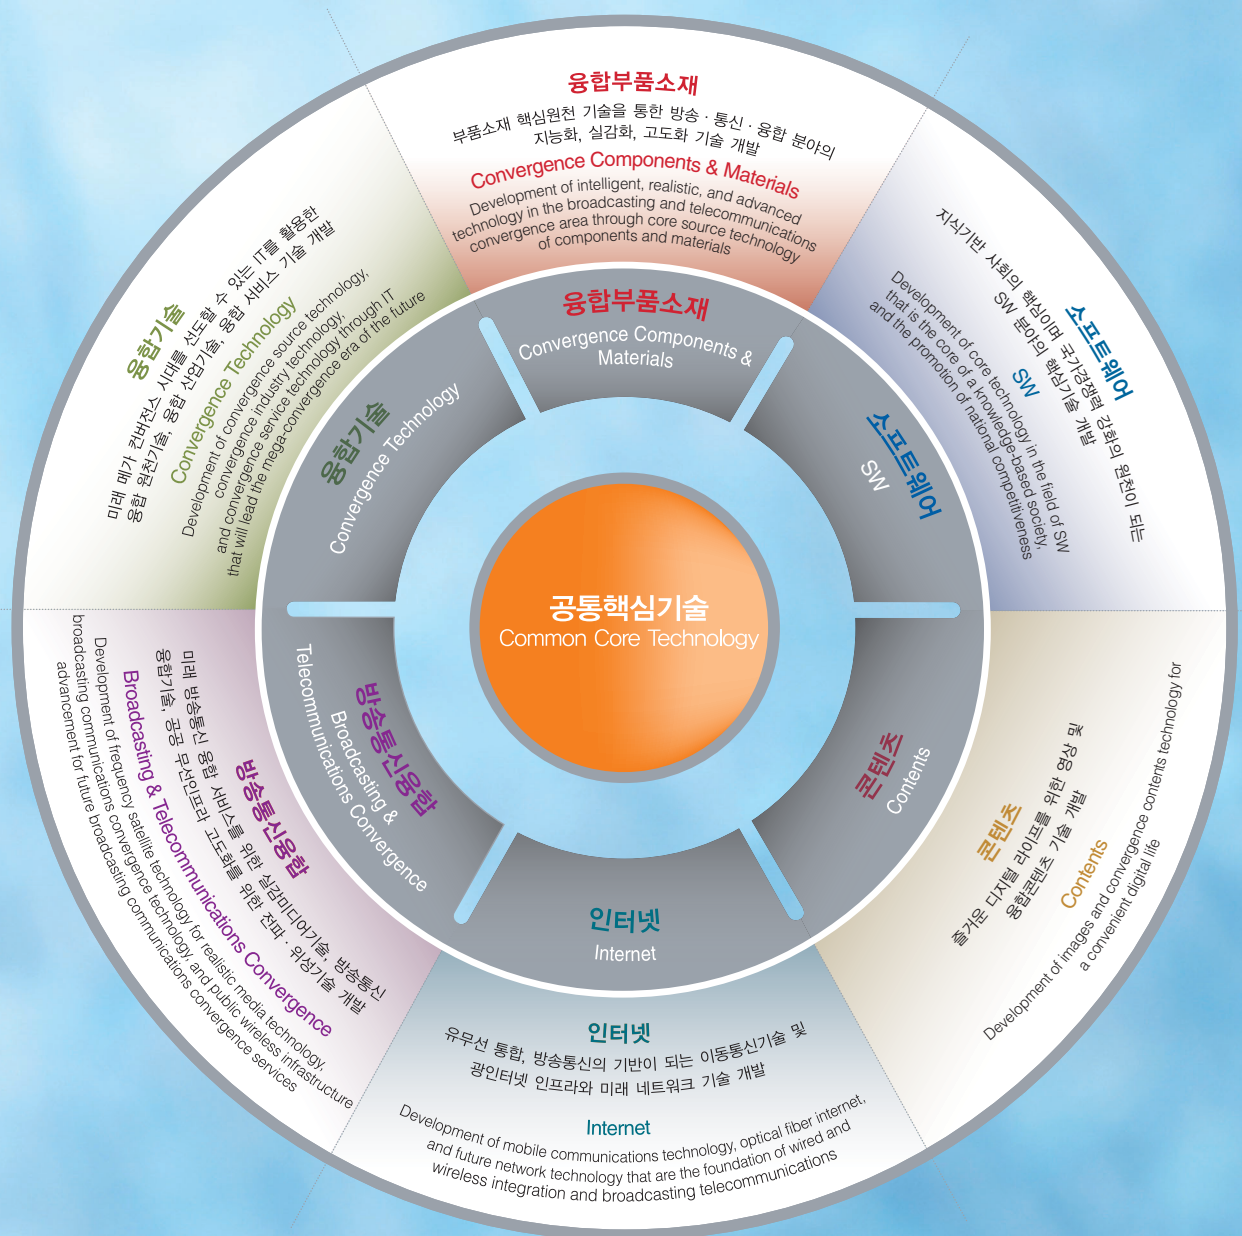 융합부품소재
부품소재 핵심원천 기술을 통한 방송 · 통신 · 융합 분야의
지능화, 실감화, 고도화 기술 개발
Convergence Components & Materials
Development of intelligent, realistic, and advanced
technology in the broadcasting and telecommunications
convergence area through core source technology
of components and materials
소프트웨어
지식기반 사회의 핵심이며 국가경쟁력 강화의 원천이 되는
SW 분야의 핵심기술 개발
SW
Development of core technology in the field of SW
that is the core of a knowledge-based society,
and the promotion of national competitiveness
콘텐츠
즐거운 디지털 라이프를 위한 영상 및
융합콘텐츠 기술 개발
Contents
Development of images and convergence contents technology for
a convenient digital life
인터넷
유무선 통합, 방송통신의 기반이 되는 이동통신기술 및
광인터넷 인프라와 미래 네트워크 기술 개발
Internet
Development of mobile communications technology, optical fiber internet,
and future network technology that are the foundation of wired and
wireless integration and broadcasting telecommunications
방송통신융합
미래 방송통신 융합 서비스를 위한 실감미디어기술, 방송통신
융합기술, 공공 무선인프라 고도화를 위한 전파 · 위성기술 개발
Broadcasting & Telecommunications Convergence
Development of frequency satellite technology for realistic media technology,
broadcasting communications convergence technology, and public wireless infrastructure
advancement for future broadcasting communications convergence services
융합기술
미래 메가 컨버전스 시대를 선도할 수 있는 IT를 활용한
융합 원천기술, 융합 산업기술, 융합 서비스 기술 개발
Convergence Technology
Development of convergence source technology,
convergence industry technology,
and convergence service technology through IT
that will lead the mega-convergence era of the future
융합부품소재
Convergence Components &
Materials
소프트웨어
SW
콘텐츠
Contents
인터넷
Internet
방송통신융합
Broadcasting &
Telecommunications Convergence
융합기술
Convergence Technology
공통핵심기술
Common Core Technology